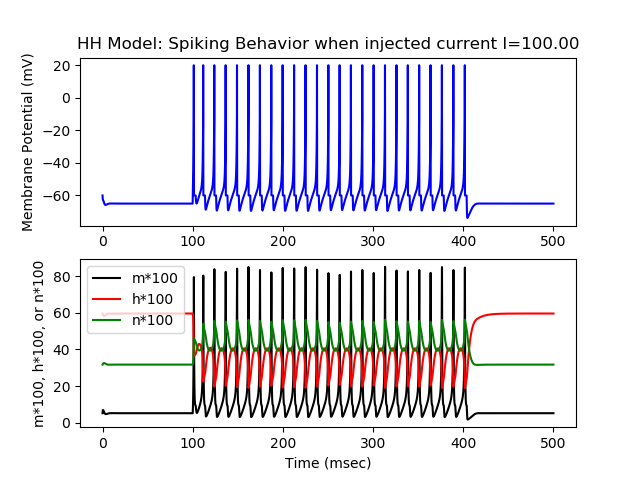 HH Model: Spiking Behavior when injected current I=100.00
Membrane Potential (mV)
20
0
−20
−40
−60
0 100 200 300 400 500
m*100, h*100, or n*100
80
60
40
20
0
m*100
h*100
n*100
0 100 200 300 400 500
Time (msec)